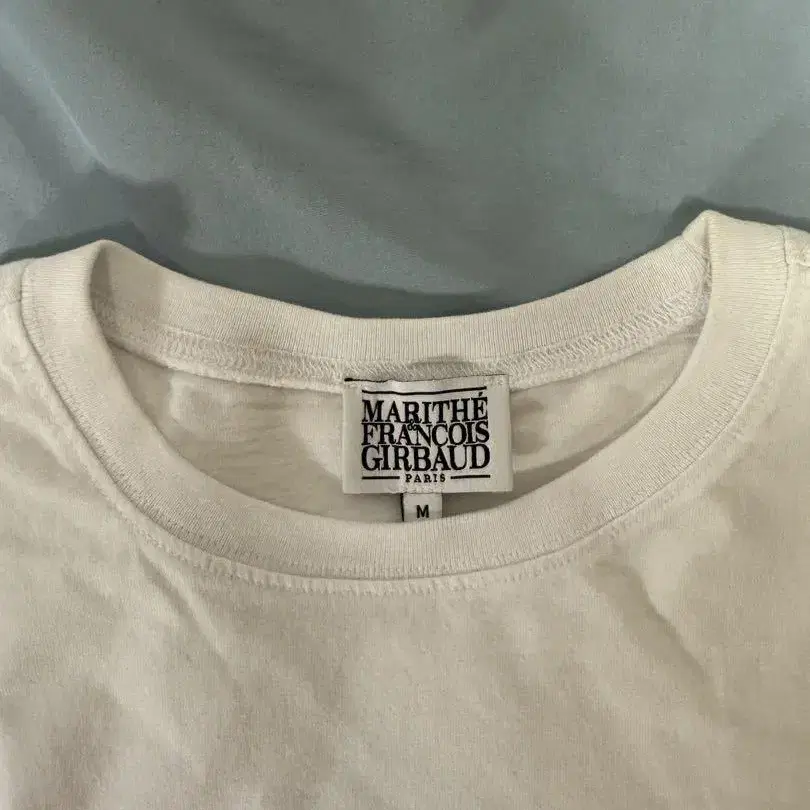 MARITHÉ
&
FRANCOIS
GIRBAUD
PARIS
M